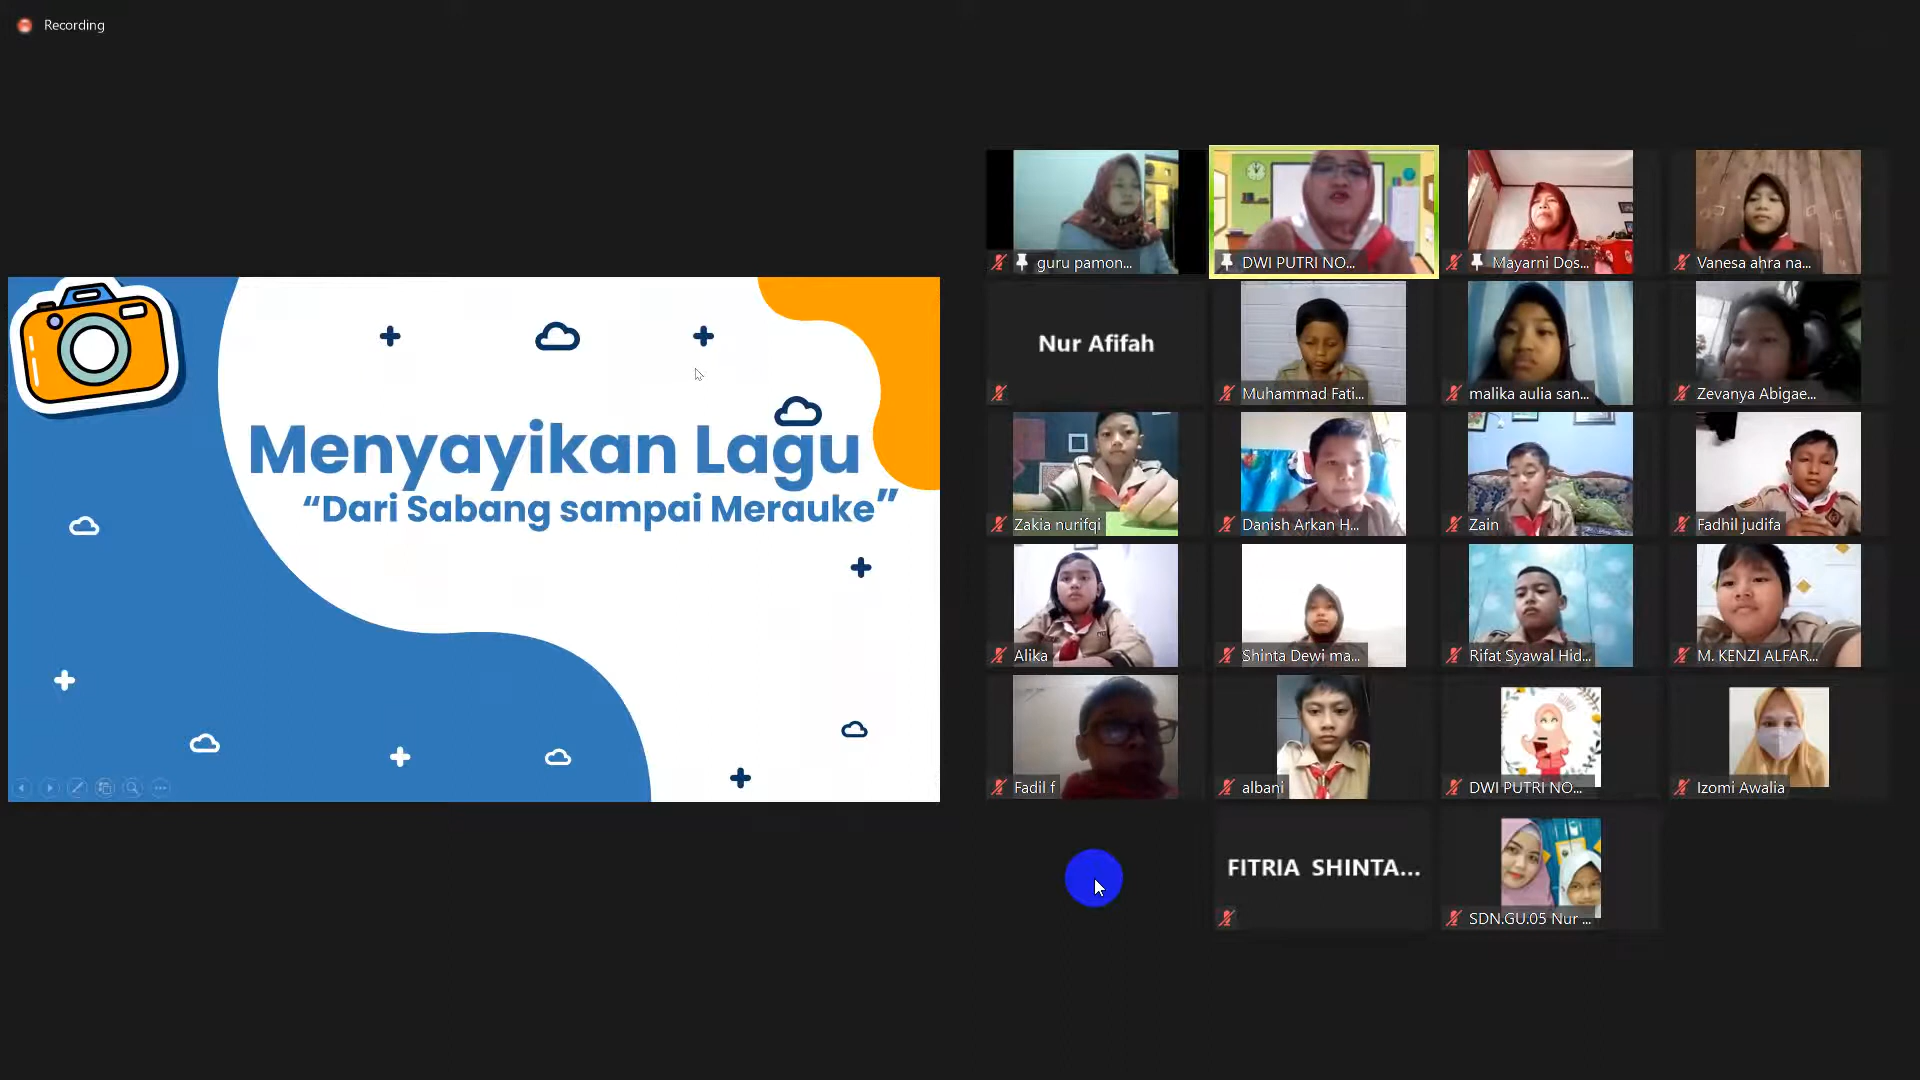 Recording
Menyayikan Lagu
“Dari Sabang sampai Merauke”
guru pamon...
DWI PUTRI NO...
Mayarni Dos...
Vanesa ahra na...
Nur Afifah
Muhammad Fati...
malika aulia san...
Zevanya Abigae...
Zakia nurifqi
Danish Arkan H...
Zain
Fadhil judifa
Alika
Shinta Dewi ma...
Rifat Syawal Hid...
M. KENZI ALFAR...
Fadil f
albani
DWI PUTRI NO...
Izomi Awalia
FITRIA SHINTA...
SDN.GU.05 Nur ...